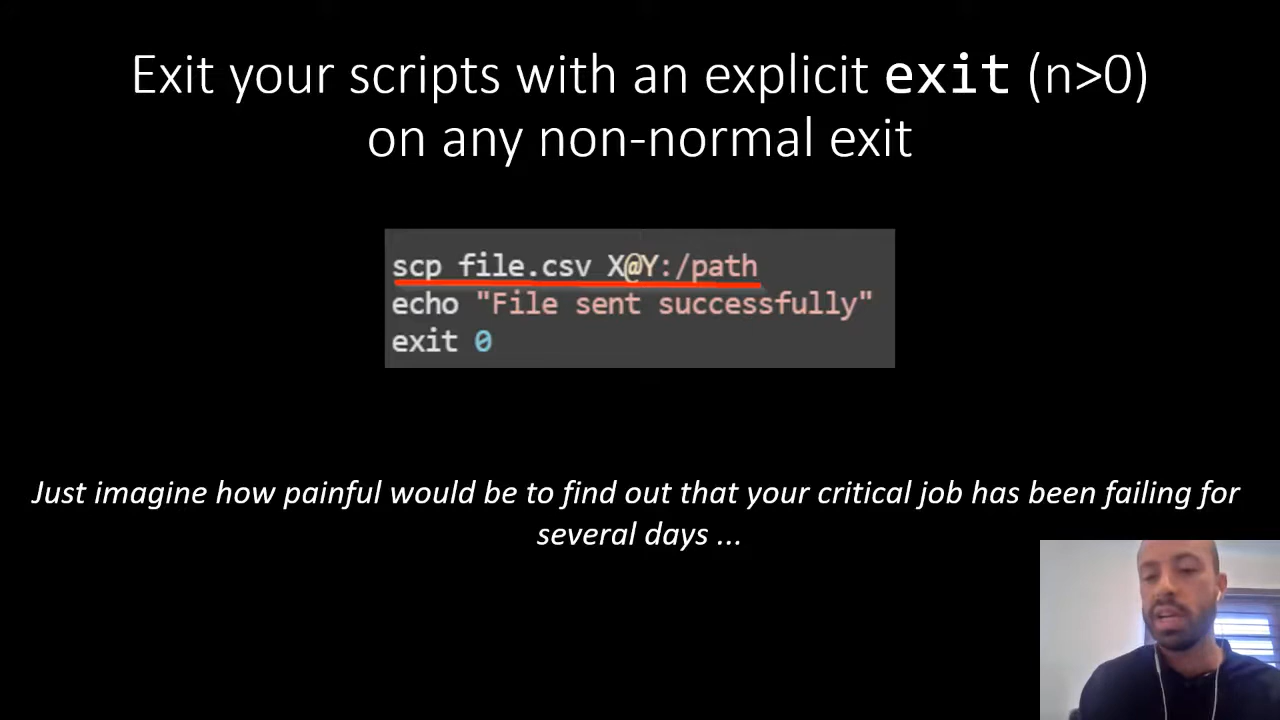 Exit your scripts with an explicit exit (n>0)
on any non-normal exit
scp file.csv X@Y:/path
echo "File sent successfully"
exit 0
Just imagine how painful would be to find out that your critical job has been failing for
several days ...